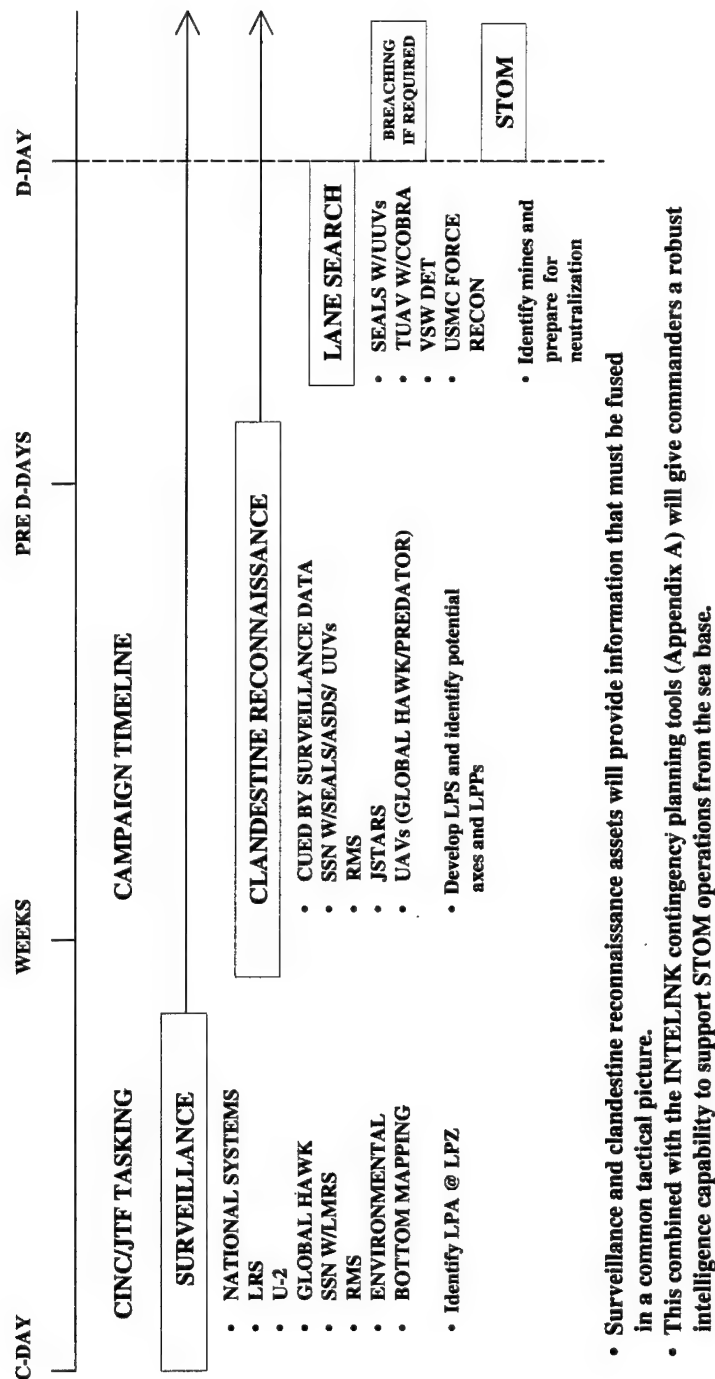 C-DAY WEEKS PRE D-DAYS D-DAY
CINC/JTF TASKING CAMPAIGN TIMELINE
SURVEILLANCE
• NATIONAL SYSTEMS
• LRS
• U-2
• GLOBAL HAWK
• SSN W/LMRS
• RMS
• ENVIRONMENTAL
• BOTTOM MAPPING
• Identify LPA @ LPZ
CLANDESTINE RECONNAISSANCE
• CUED BY SURVEILLANCE DATA
• SSN W/SEALS/ASDS/ UUVs
• RMS
• JSTARS
• UAVs (GLOBAL HAWK/PREDATOR)
• Develop LPS and identify potential
axes and LPPs
LANE SEARCH
• SEALS W/UUVs
• TUAV W/COBRA
• VSW DET
• USMC FORCE
RECON
• Identify mines and
prepare for
neutralization
BREACHING
IF REQUIRED
STOM
• Surveillance and clandestine reconnaissance assets will provide information that must be fused
in a common tactical picture.
• This combined with the INTELINK contingency planning tools (Appendix A) will give commanders a robust
intelligence capability to support STOM operations from the sea base.